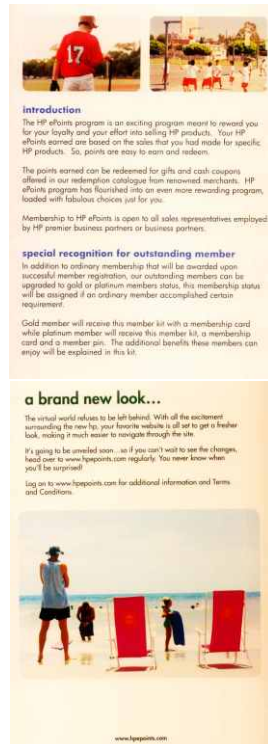 17
introduction
The HP ePoints program is an exciting program meant to reward you
for your loyalty and your effort into selling HP products. Your HP
ePoints earned are based on the sales that you had made for specific
HP products. So, points are easy to earn and redeem.
The points earned can be redeemed for gifts and cash coupons
offered in our redemption catalogue from renowned merchants. HP
ePoints program has flourished into an even more rewarding program,
loaded with fabulous choices just for you.
Membership to HP ePoints is open to all sales representatives employed
by HP premier business partners or business partners.
special recognition for outstanding member
In addition to ordinary membership that will be awarded upon
successful member registration, our outstanding members can be
upgraded to gold or platinum members status, this membership status
will be assigned if an ordinary member accomplished certain
requirement.
Gold member will receive this member kit with a membership card
while platinum member will receive this member kit, a membership
card and a member pin. The additional benefits these members can
enjoy will be explained in this kit.
a brand new look...
The virtual world refuses to be left behind. With all the excitement
surrounding the new hp, your favorite website is all set to get a fresher
look, making it much easier to navigate through the site.
It's going to be unveiled soon...so if you can't wait to see the changes,
head over to www.hpepoints.com regularly. You never know when
you'll be surprised!
Log on to www.hpepoints.com for additional information and Terms
and Conditions.
www.hpepoints.com